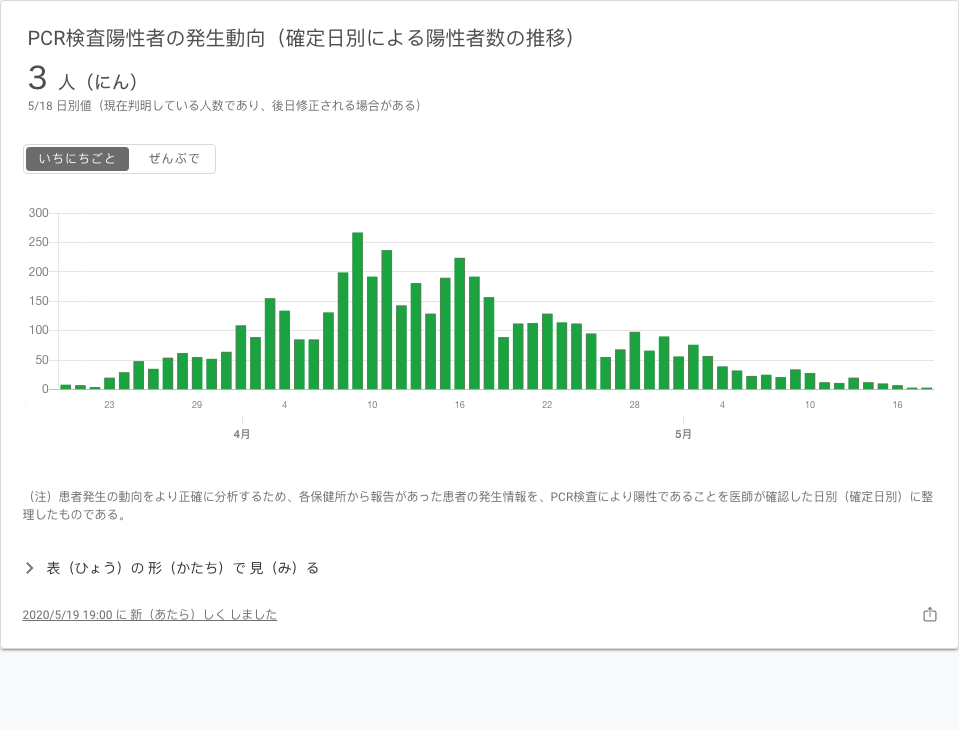 PCR検査陽性者の発生動向（確定日別による陽性者数の推移）
3 人（にん）
5/18 日別値（現在判明している人数であり、後日修正される場合がある）
いちにちごと ぜんぶで
300
250
200
150
100
50
0
23 29 4 10 16 22 28 4 10 16
4月 5月
（注）患者発生の動向をより正確に分析するため、各保健所から報告があった患者の発生情報を、PCR検査により陽性であることを医師が確認した日別（確定日別）に整
理したものである。
表（ひょう）の 形（かたち）で 見（み）る
2020/5/19 19:00 に 新（あたら）しく しました